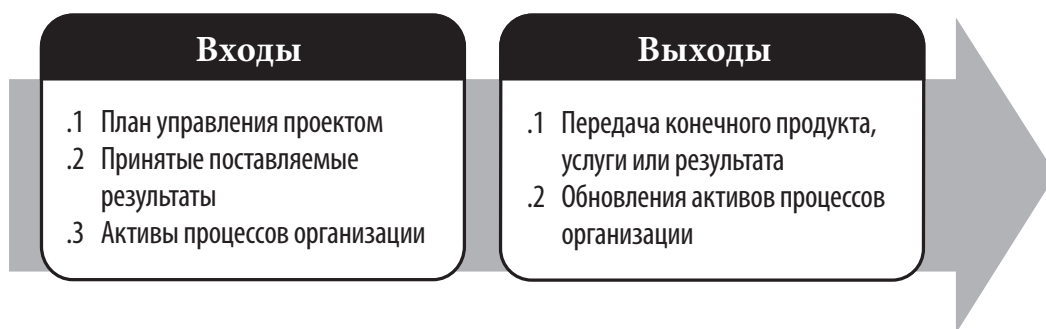 Входы
.1 План управления проектом
.2 Принятые поставляемые
результаты
.3 Активы процессов организации
Выходы
.1 Передача конечного продукта,
услуги или результата
.2 Обновления активов процессов
организации